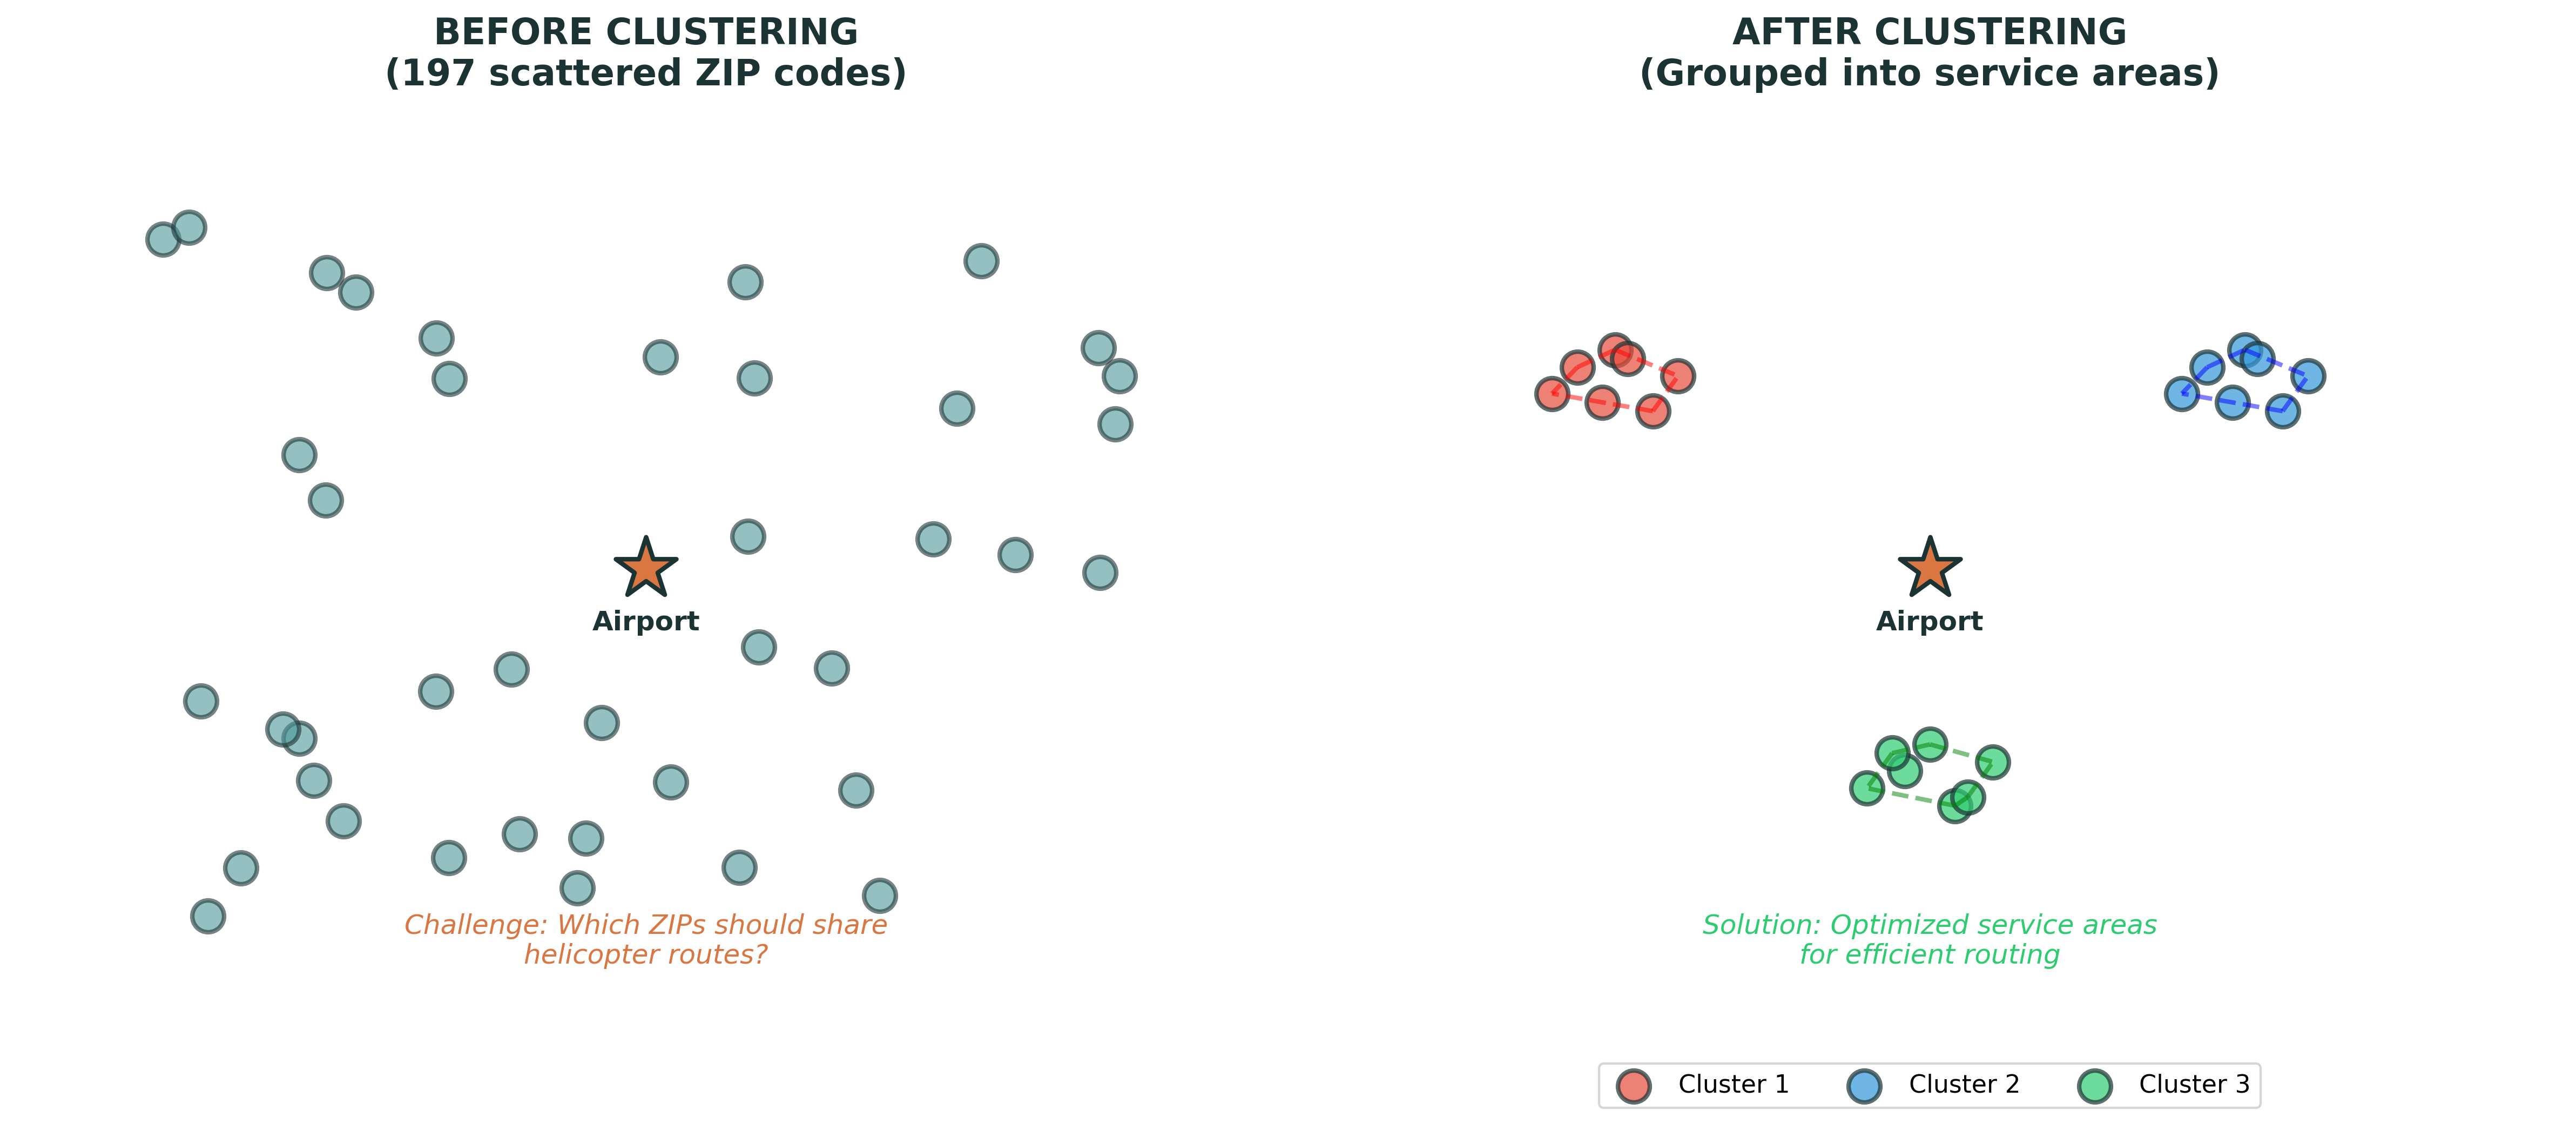 BEFORE CLUSTERING
(197 scattered ZIP codes)
Airport
Challenge: Which ZIPs should share
helicopter routes?
AFTER CLUSTERING
(Grouped into service areas)
Airport
Solution: Optimized service areas
for efficient routing
Cluster 1
Cluster 2
Cluster 3